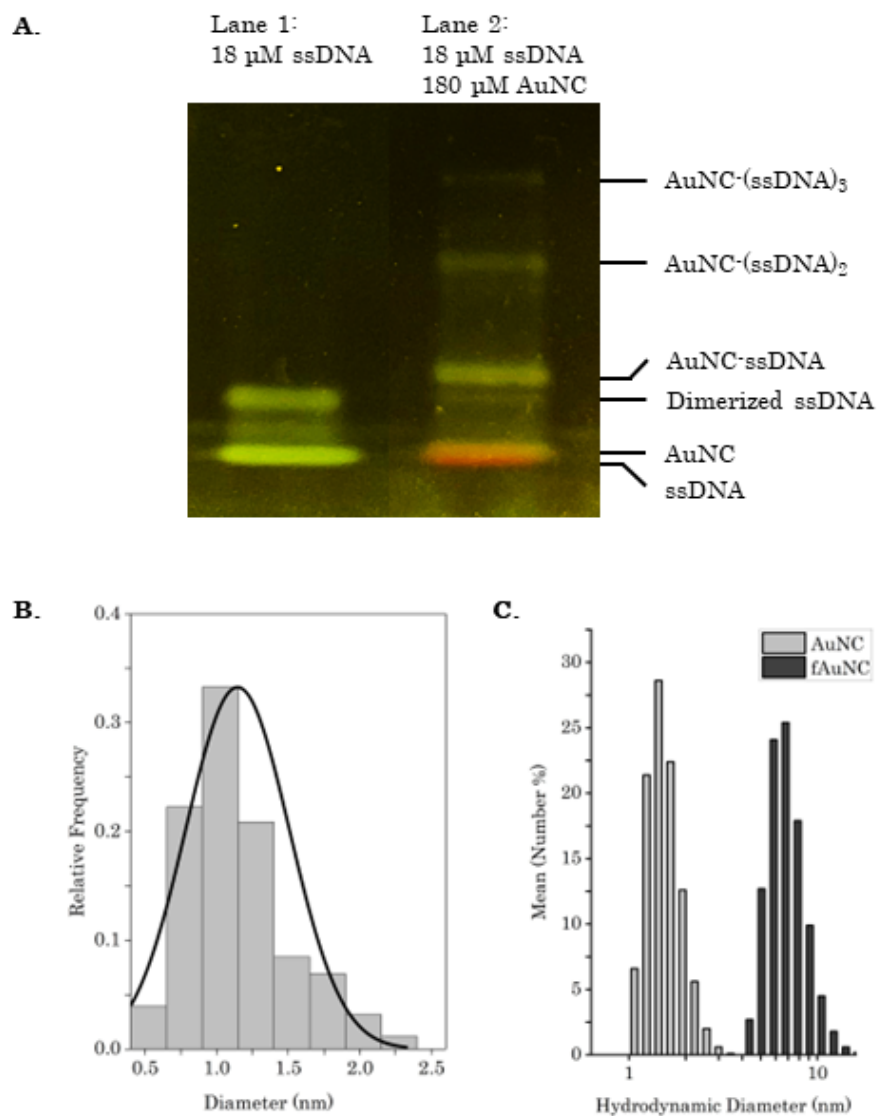 A.
Lane 1:
18 µM ssDNA
Lane 2:
18 µM ssDNA
180 µM AuNC
AuNC-(ssDNA)₃
AuNC-(ssDNA)₂
AuNC-ssDNA
Dimerized ssDNA
AuNC
ssDNA
B.
0.4
0.3
0.2
0.1
0.0
Relative Frequency
0.5 1.0 1.5 2.0 2.5
Diameter (nm)
C.
AuNC
fAuNC
30
25
20
15
10
5
0
Mean (Number %)
1 10
Hydrodynamic Diameter (nm)